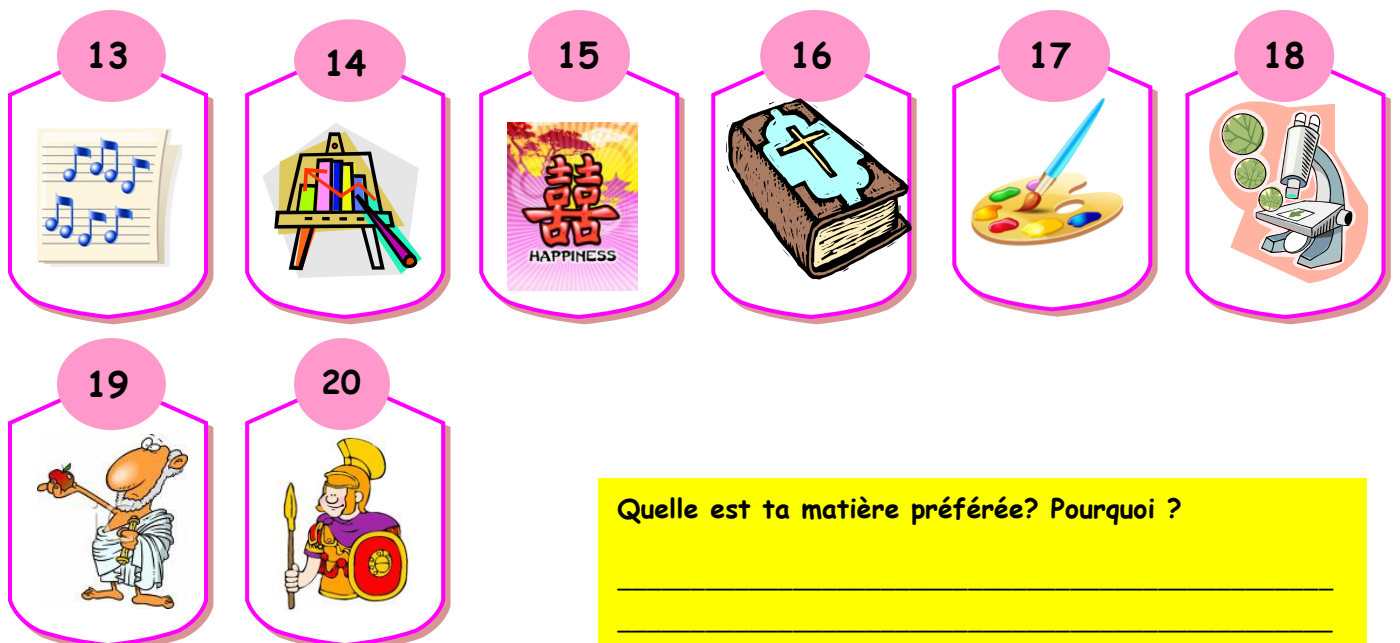 13 14 15 16 17 18
囍
HAPPINESS
19 20
Quelle est ta matière préférée? Pourquoi ?